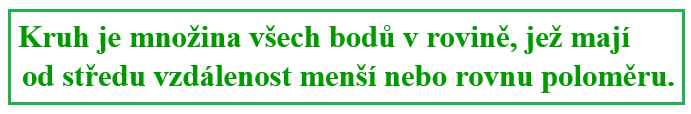 Kruh je množina všech bodů v rovině, jež mají
od středu vzdálenost menší nebo rovnu poloměru.